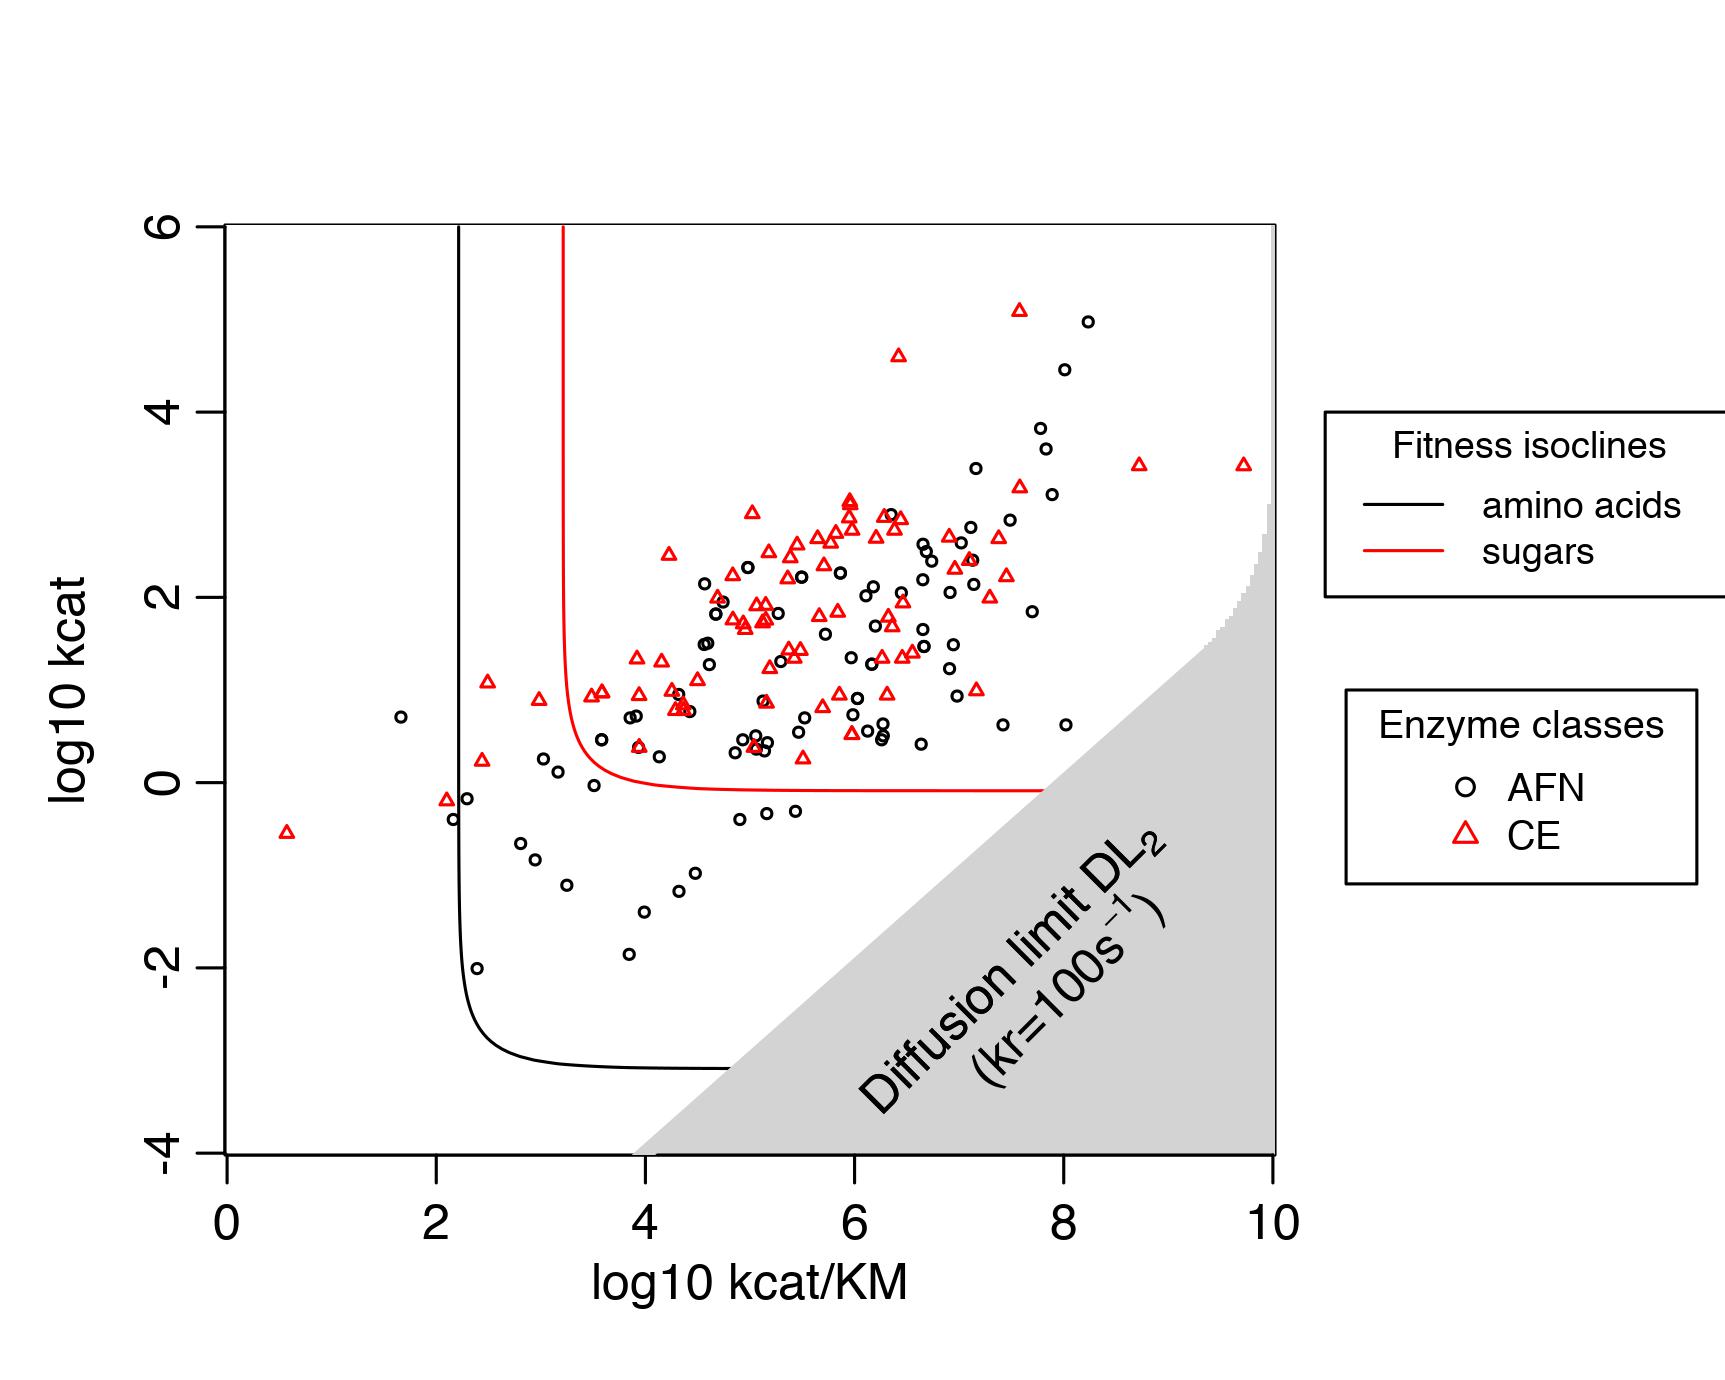 6
4
2
0
-2
-4
log10 kcat
0 2 4 6 8 10
log10 kcat/KM
Diffusion limit DL₂
(kr=100s⁻¹)
Fitness isoclines
amino acids
sugars
Enzyme classes
AFN
CE